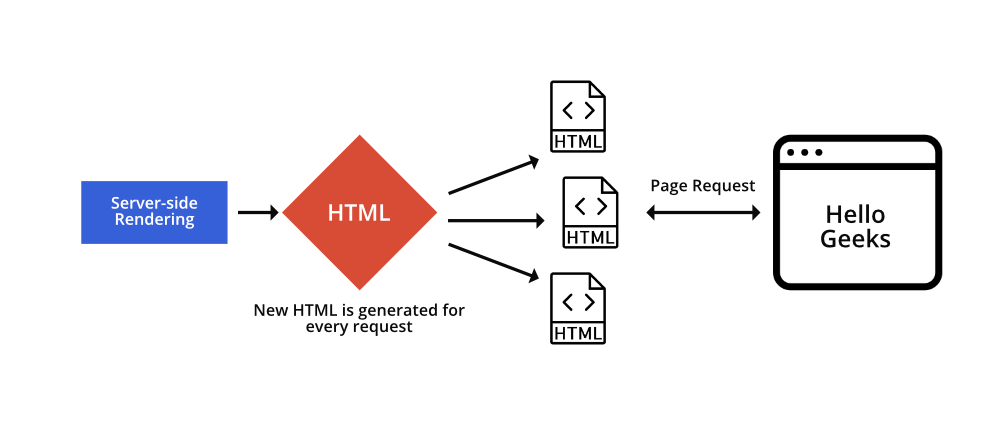 Server-side
Rendering
HTML
New HTML is generated for
every request
HTML
HTML
HTML
Page Request
Hello
Geeks